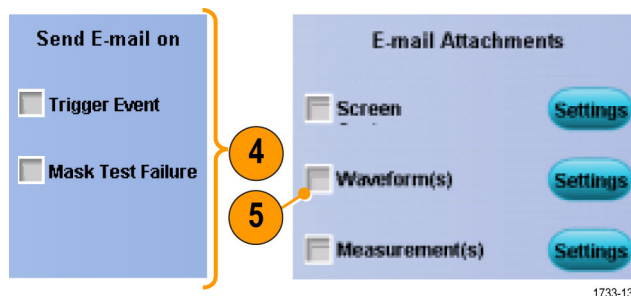 Send E-mail on
Trigger Event
Mask Test Failure
4
5
E-mail Attachments
Screen
Settings
Waveform(s)
Settings
Measurement(s)
Settings
1733-13